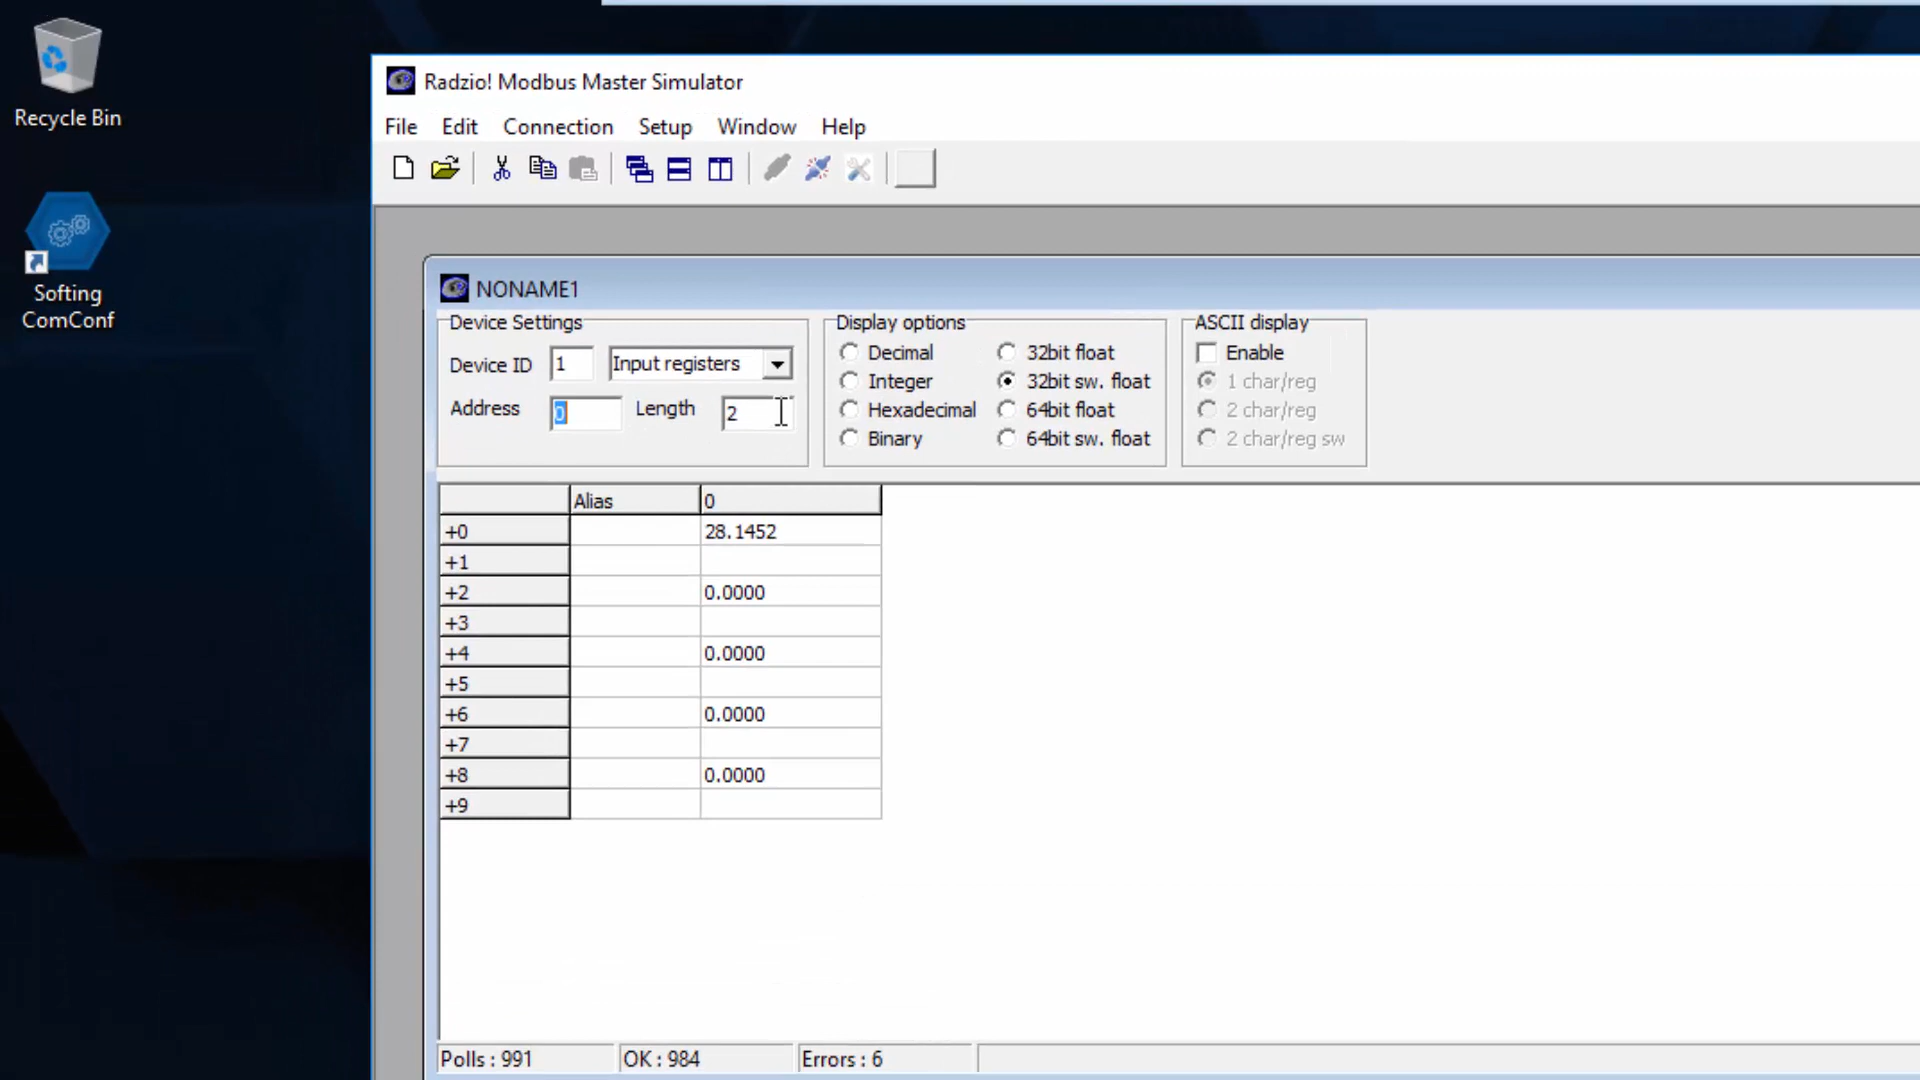 Recycle Bin
Softing
ComConf
Radzio! Modbus Master Simulator
File Edit Connection Setup Window Help
NONAME1
Device Settings
Device ID 1 Input registers
Address 0 Length 2
Display options
Decimal 32bit float
Integer 32bit sw. float
Hexadecimal 64bit float
Binary 64bit sw. float
ASCII display
Enable
1 char/reg
2 char/reg
2 char/reg sw
Alias 0
+0 28.1452
+1
+2 0.0000
+3
+4 0.0000
+5
+6 0.0000
+7
+8 0.0000
+9
Polls : 991 OK : 984 Errors : 6